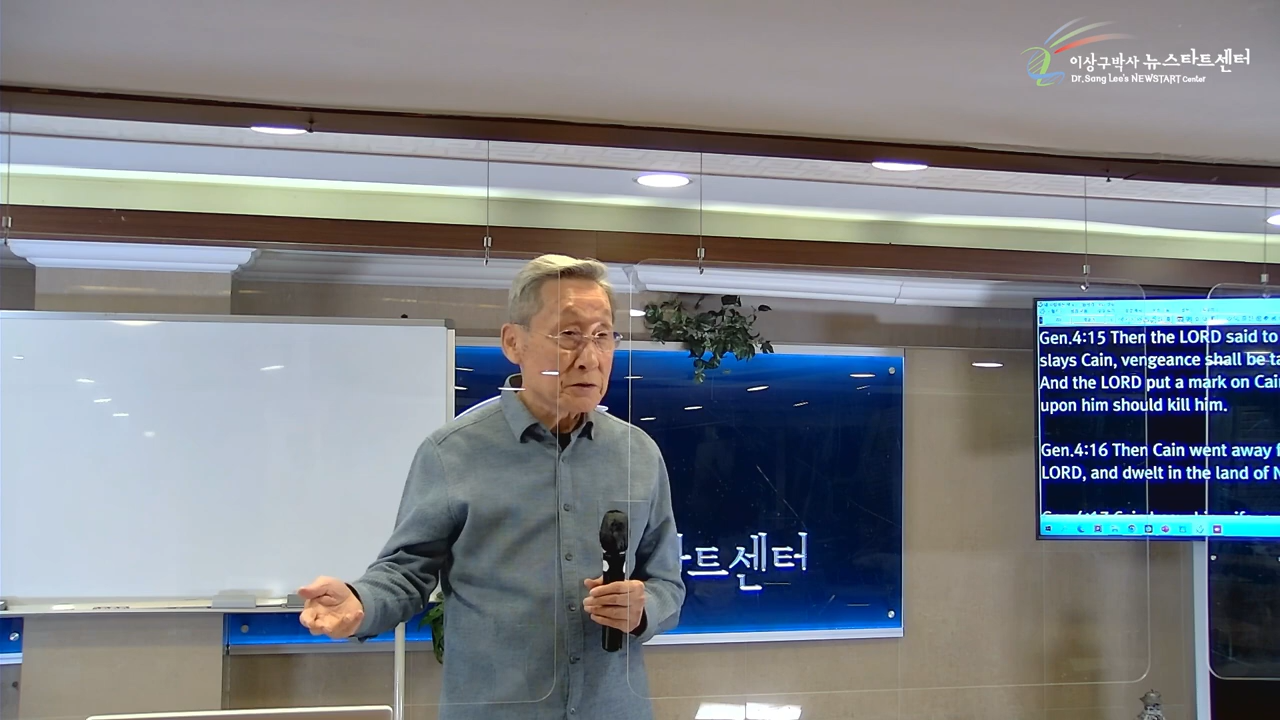 이상구박사 뉴스타트센터
Dr. Sang Lee's NEWSTART Center
Gen.4:15 Then the LORD said to
slays Cain, vengeance shall be
And the LORD put a mark on
upon him should kill him.
Gen.4:16 Then Cain went away
LORD, and dwelt in the land of
트센터